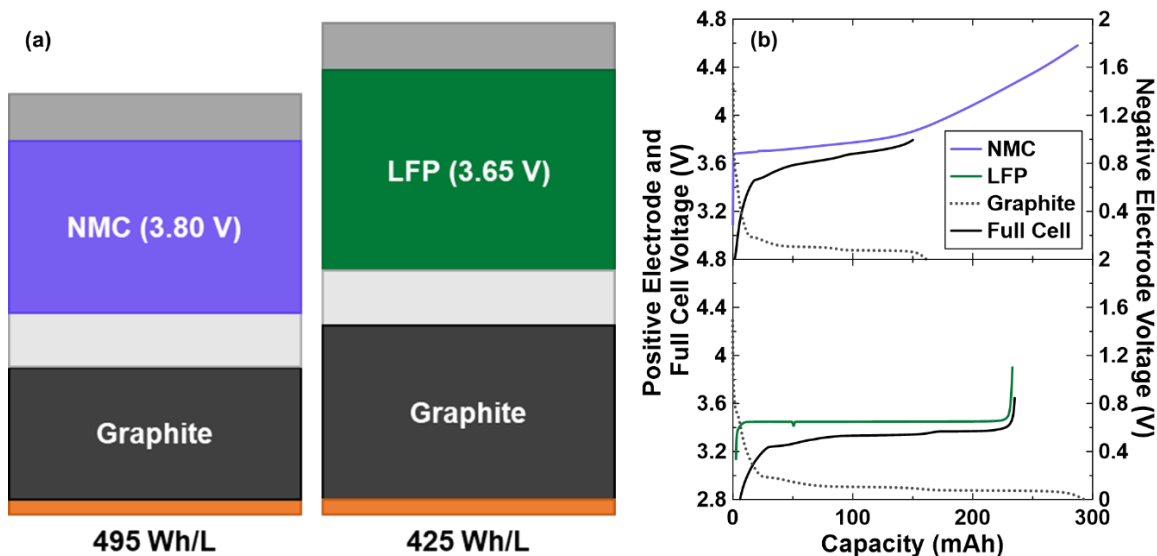 (a)
NMC (3.80 V)
Graphite
495 Wh/L
LFP (3.65 V)
Graphite
425 Wh/L
(b)
Positive Electrode and
Full Cell Voltage (V)
4.8
4.4
4
3.6
3.2
4.8
4.4
4
3.6
3.2
2.8
NMC
LFP
Graphite
Full Cell
2
1.6
1.2
0.8
0.4
2
1.6
1.2
0.8
0.4
0
Negative Electrode Voltage (V)
0
100
200
300
Capacity (mAh)